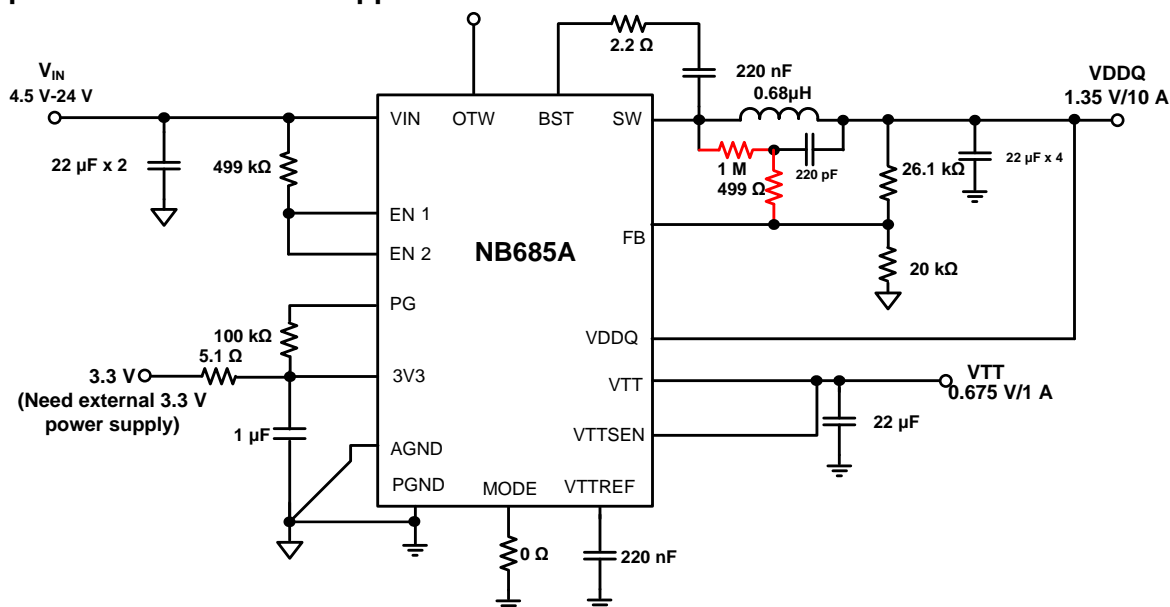 2.2 Ω
V_IN
4.5 V-24 V
220 nF
0.68µH
VDDQ
1.35 V/10 A
VIN
OTW
BST
SW
22 µF x 2
499 kΩ
1 M
499 Ω
220 pF
26.1 kΩ
22 µF x 4
EN 1
EN 2
NB685A
FB
20 kΩ
PG
100 kΩ
5.1 Ω
VDDQ
3.3 V
(Need external 3.3 V
power supply)
3V3
VTT
VTT
0.675 V/1 A
1 µF
22 µF
AGND
VTTSEN
PGND
MODE
VTTREF
0 Ω
220 nF